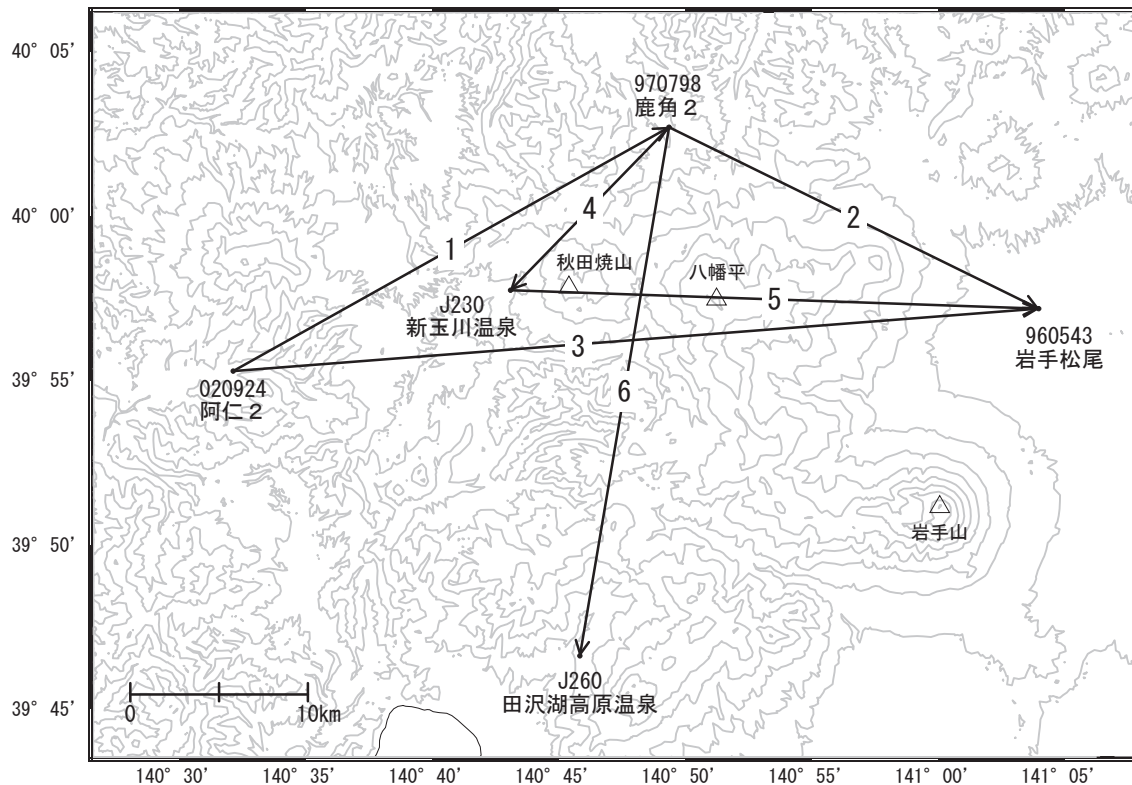 40° 05′
970798
鹿角２
40° 00′
4
2
1
秋田焼山
八幡平
J230
新玉川温泉
5
3
960543
岩手松尾
39° 55′
020924
阿仁２
6
39° 50′
岩手山
J260
田沢湖高原温泉
39° 45′
0
10km
140° 30′
140° 35′
140° 40′
140° 45′
140° 50′
140° 55′
141° 00′
141° 05′